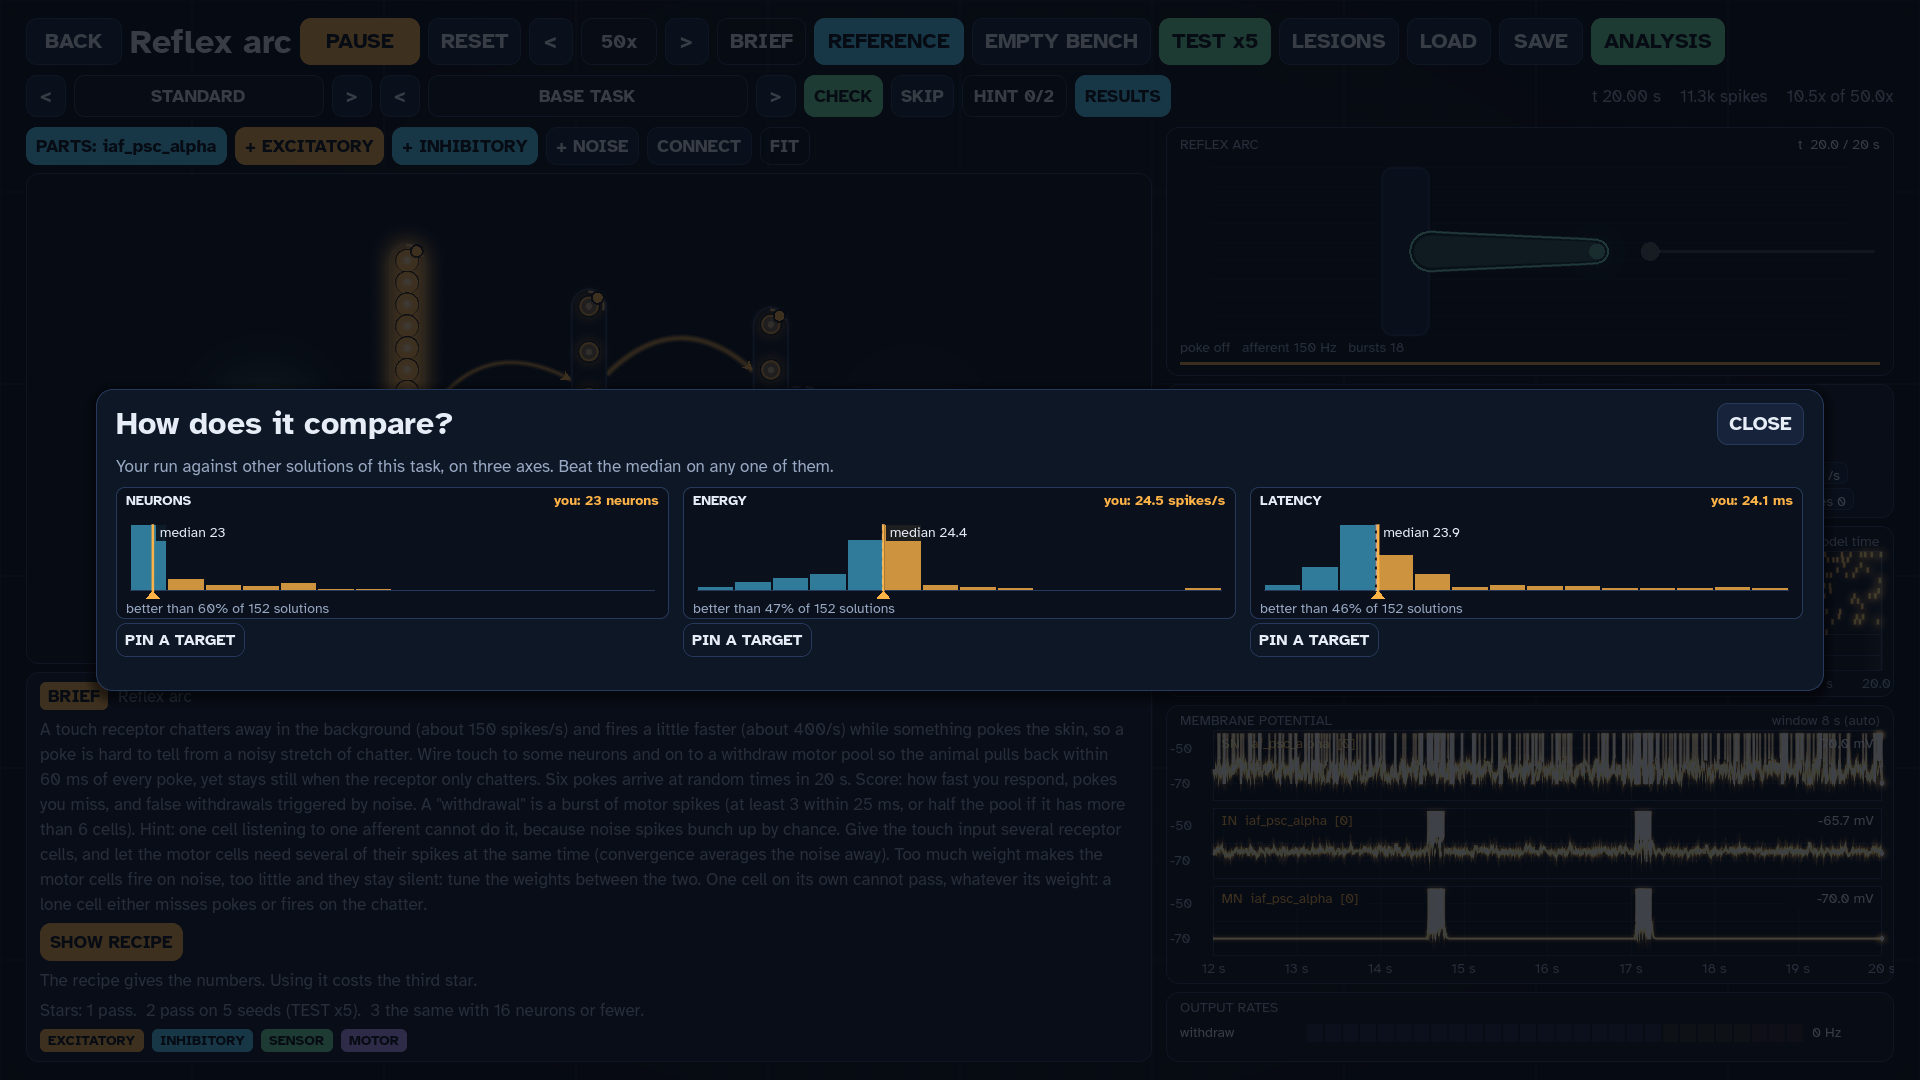 BACK Reflex arc PAUSE RESET < 50x > BRIEF REFERENCE EMPTY BENCH TEST x5 LESIONS LOAD SAVE ANALYSIS
< STANDARD > < BASE TASK > CHECK SKIP HINT 0/2 RESULTS t 20.00 s 11.3k spikes 10.5x of 50.0x
PARTS: iaf_psc_alpha + EXCITATORY + INHIBITORY + NOISE CONNECT FIT
REFLEX ARC t 20.0 / 20 s
poke off afferent 150 Hz bursts 18
How does it compare?
CLOSE
Your run against other solutions of this task, on three axes. Beat the median on any one of them.
NEURONS you: 23 neurons
median 23
better than 60% of 152 solutions
PIN A TARGET
ENERGY you: 24.5 spikes/s
median 24.4
better than 47% of 152 solutions
PIN A TARGET
LATENCY you: 24.1 ms
median 23.9
better than 46% of 152 solutions
PIN A TARGET
/s
s 0
del time
s 20.0
BRIEF Reflex arc
A touch receptor chatters away in the background (about 150 spikes/s) and fires a little faster (about 400/s) while something pokes the skin, so a
poke is hard to tell from a noisy stretch of chatter. Wire touch to some neurons and on to a withdraw motor pool so the animal pulls back within
60 ms of every poke, yet stays still when the receptor only chatters. Six pokes arrive at random times in 20 s. Score: how fast you respond, pokes
you miss, and false withdrawals triggered by noise. A "withdrawal" is a burst of motor spikes (at least 3 within 25 ms, or half the pool if it has more
than 6 cells). Hint: one cell listening to one afferent cannot do it, because noise spikes bunch up by chance. Give the touch input several receptor
cells, and let the motor cells need several of their spikes at the same time (convergence averages the noise away). Too much weight makes the
motor cells fire on noise, too little and they stay silent: tune the weights between the two. One cell on its own cannot pass, whatever its weight: a
lone cell either misses pokes or fires on the chatter.
SHOW RECIPE
The recipe gives the numbers. Using it costs the third star.
Stars: 1 pass. 2 pass on 5 seeds (TEST x5). 3 the same with 16 neurons or fewer.
EXCITATORY INHIBITORY SENSOR MOTOR
MEMBRANE POTENTIAL window 8 s (auto)
-50 SN iaf_psc_alpha [0] -70.0 mV
-70
-50 IN iaf_psc_alpha [0] -65.7 mV
-70
-50 MN iaf_psc_alpha [0] -70.0 mV
-70
12 s 13 s 14 s 15 s 16 s 17 s 18 s 19 s 20 s
OUTPUT RATES
withdraw 0 Hz